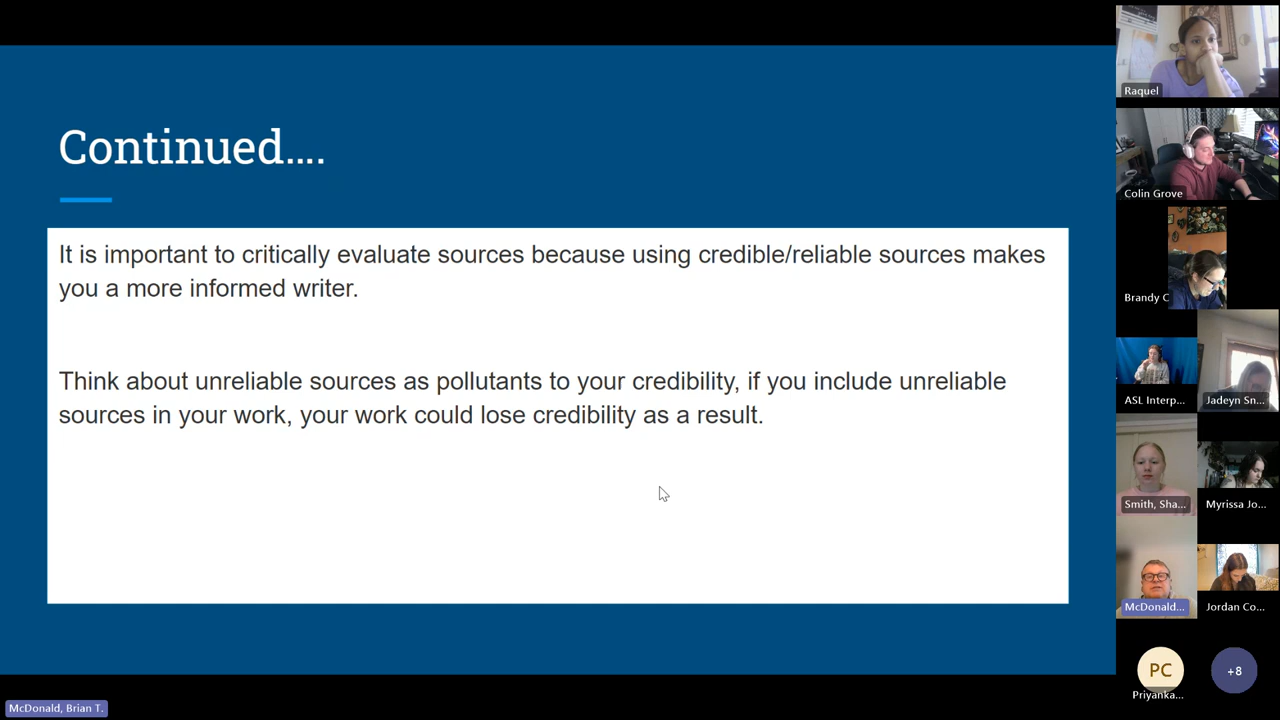 Continued....
It is important to critically evaluate sources because using credible/reliable sources makes
you a more informed writer.
Think about unreliable sources as pollutants to your credibility, if you include unreliable
sources in your work, your work could lose credibility as a result.
Raquel
Colin Grove
Brandy C
ASL Interp...
Jadeyn Sn...
Smith, Sha...
Myrissa Jo...
McDonald...
Jordan Co...
PC
Priyanka...
+8
McDonald, Brian T.